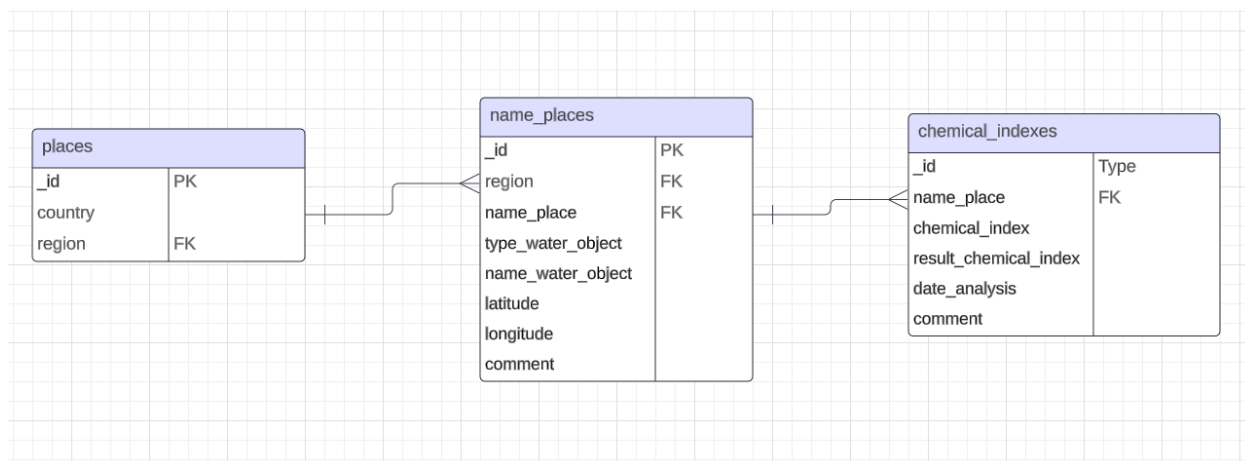 places
_id PK
country
region FK
name_places
_id PK
region FK
name_place FK
type_water_object
name_water_object
latitude
longitude
comment
chemical_indexes
_id Type
name_place FK
chemical_index
result_chemical_index
date_analysis
comment